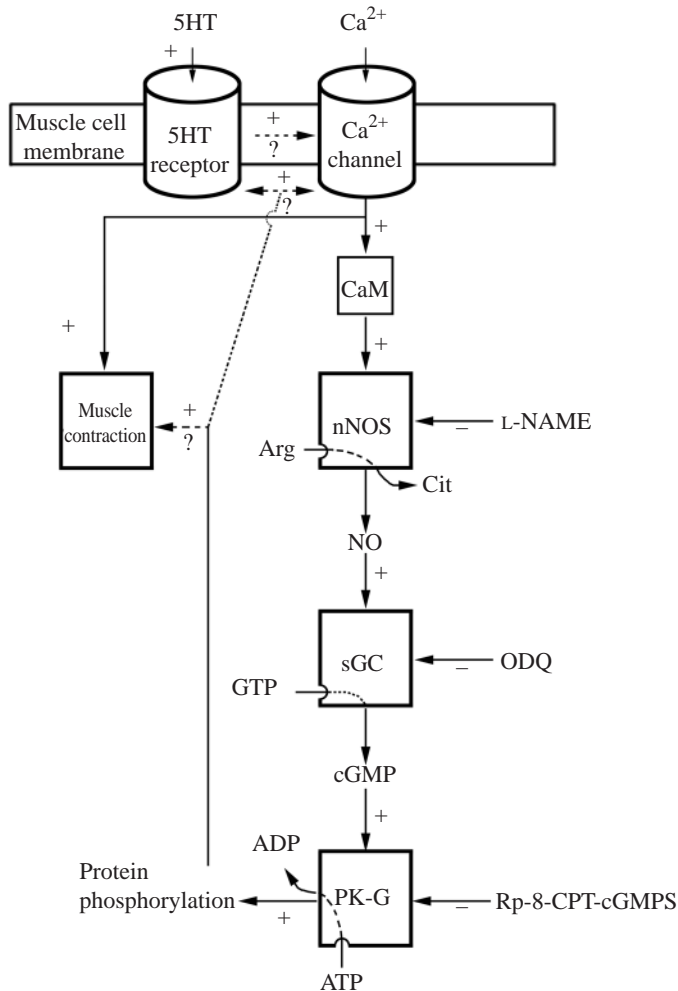 5HT
Ca²⁺
+
Muscle cell
membrane
5HT
receptor
+
?
Ca²⁺
channel
+
?
+
CaM
+
+
Muscle
contraction
+
?
nNOS
–
L-NAME
Arg
Cit
NO
+
sGC
–
ODQ
GTP
cGMP
+
ADP
Protein
phosphorylation
+
PK-G
–
Rp-8-CPT-cGMPS
ATP